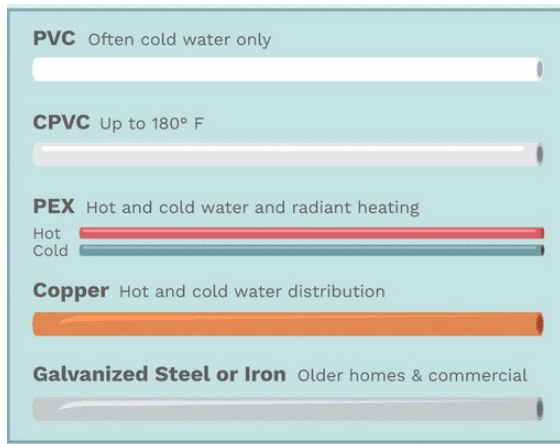 PVC Often cold water only
CPVC Up to 180° F
PEX Hot and cold water and radiant heating
Hot
Cold
Copper Hot and cold water distribution
Galvanized Steel or Iron Older homes & commercial